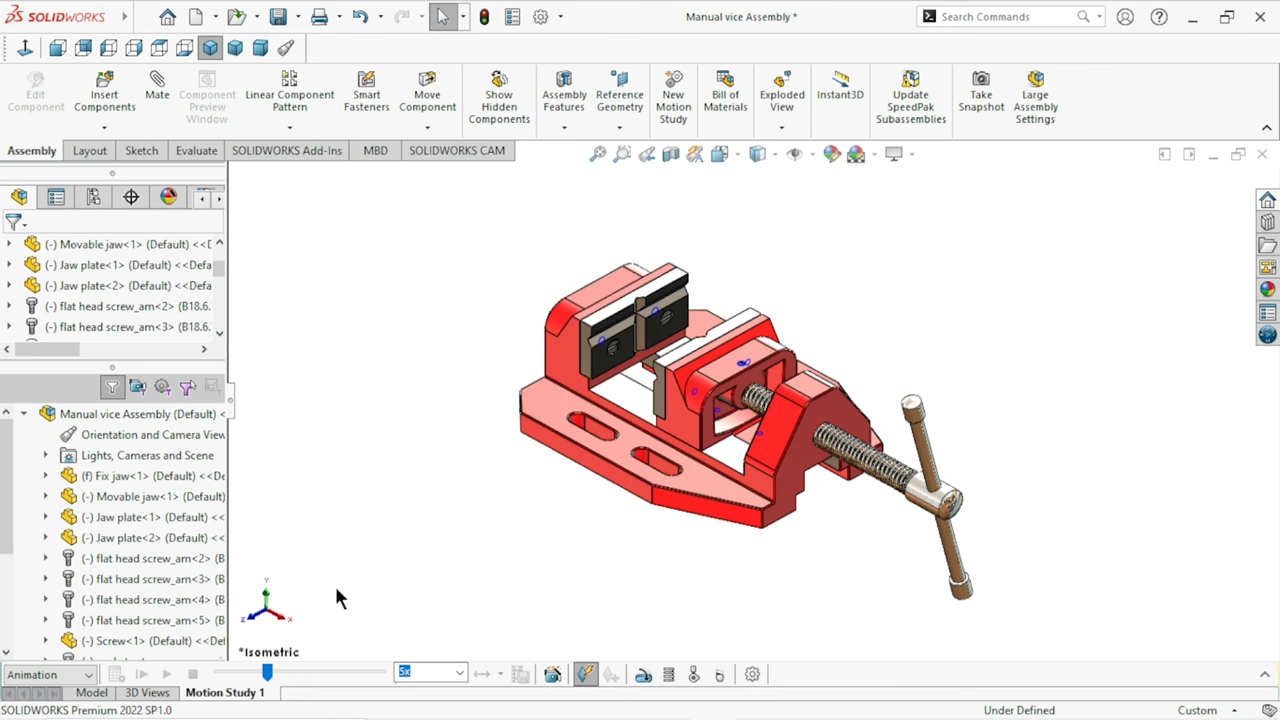 SOLIDWORKS
Manual vice Assembly *
Search Commands
Edit Component
Insert Components
Mate
Component Preview Window
Linear Component Pattern
Smart Fasteners
Move Component
Show Hidden Components
Assembly Features
Reference Geometry
New Motion Study
Bill of Materials
Exploded View
Instant3D
Update SpeedPak Subassemblies
Take Snapshot
Large Assembly Settings
Assembly
Layout
Sketch
Evaluate
SOLIDWORKS Add-Ins
MBD
SOLIDWORKS CAM
(-) Movable jaw<1> (Default) <<D
(-) Jaw plate<1> (Default) <<Defa
(-) Jaw plate<2> (Default) <<Defa
(-) flat head screw_am<2> (B18.6.
(-) flat head screw_am<3> (B18.6.
Manual vice Assembly (Default) <
Orientation and Camera View
Lights, Cameras and Scene
(f) Fix jaw<1> (Default) <<De
(-) Movable jaw<1> (Default)
(-) Jaw plate<1> (Default) <<
(-) Jaw plate<2> (Default) <<
(-) flat head screw_am<2> (B
(-) flat head screw_am<3> (B
(-) flat head screw_am<4> (B
(-) flat head screw_am<5> (B
(-) Screw<1> (Default) <<De
Y
Z
X
*Isometric
Animation
5x
Model
3D Views
Motion Study 1
SOLIDWORKS Premium 2022 SP1.0
Under Defined
Custom